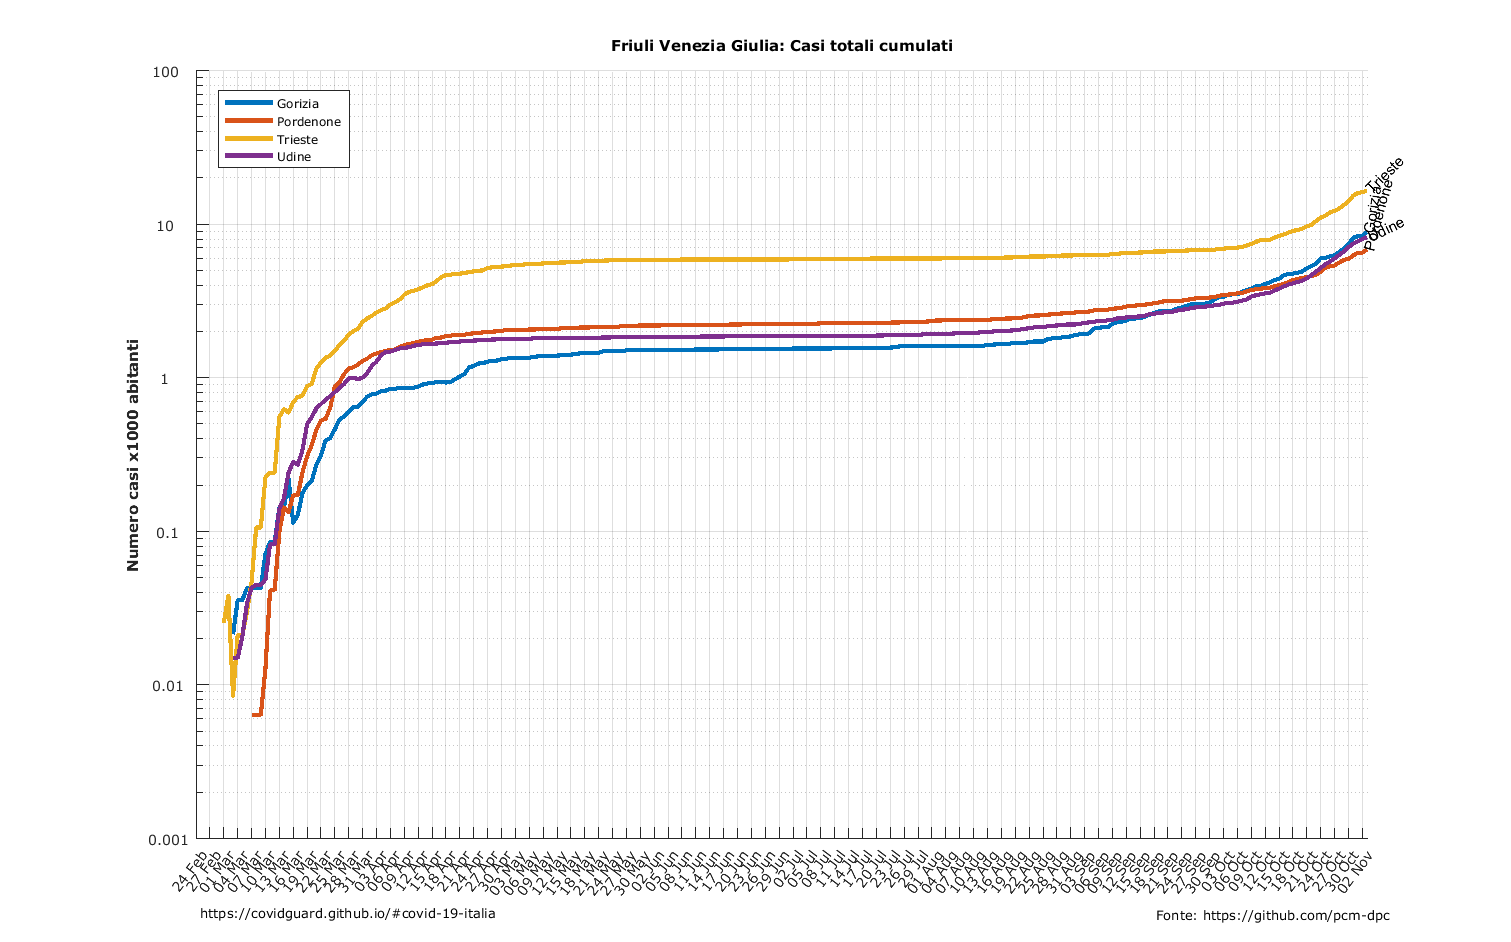 Friuli Venezia Giulia: Casi totali cumulati
100
10
1
0.1
0.01
0.001
Numero casi x1000 abitanti
Gorizia
Pordenone
Trieste
Udine
Trieste
Gorizia
Pordenone
Udine
24 Feb
27 Feb
01 Mar
04 Mar
07 Mar
10 Mar
13 Mar
16 Mar
19 Mar
22 Mar
25 Mar
28 Mar
31 Mar
03 Apr
06 Apr
09 Apr
12 Apr
15 Apr
18 Apr
21 Apr
24 Apr
27 Apr
30 Apr
03 May
06 May
09 May
12 May
15 May
18 May
21 May
24 May
27 May
30 May
02 Jun
05 Jun
08 Jun
11 Jun
14 Jun
17 Jun
20 Jun
23 Jun
26 Jun
29 Jun
02 Jul
05 Jul
08 Jul
11 Jul
14 Jul
17 Jul
20 Jul
23 Jul
26 Jul
29 Jul
01 Aug
04 Aug
07 Aug
10 Aug
13 Aug
16 Aug
19 Aug
22 Aug
25 Aug
28 Aug
31 Aug
03 Sep
06 Sep
09 Sep
12 Sep
15 Sep
18 Sep
21 Sep
24 Sep
27 Sep
30 Sep
03 Oct
06 Oct
09 Oct
12 Oct
15 Oct
18 Oct
21 Oct
24 Oct
27 Oct
30 Oct
02 Nov
https://covidguard.github.io/#covid-19-italia
Fonte: https://github.com/pcm-dpc